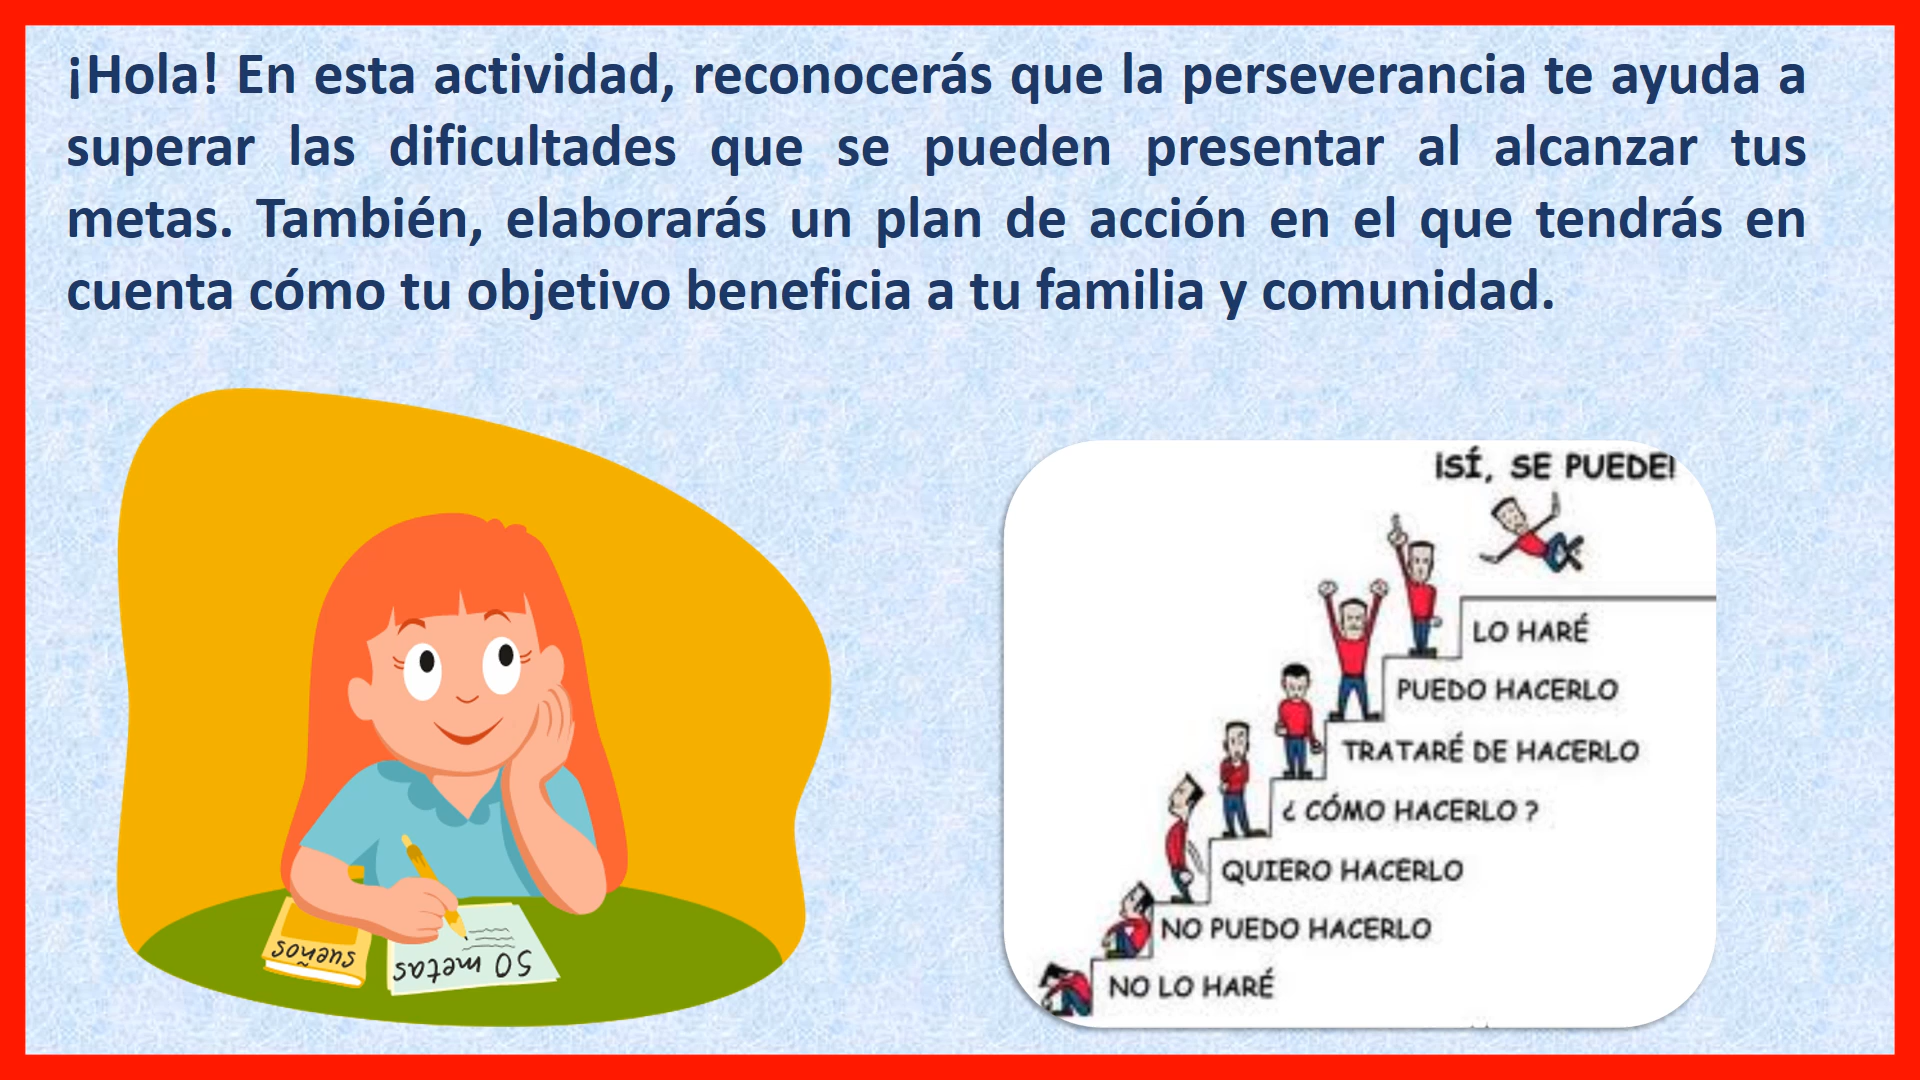 ¡Hola! En esta actividad, reconocerás que la perseverancia te ayuda a
superar las dificultades que se pueden presentar al alcanzar tus
metas. También, elaborarás un plan de acción en el que tendrás en
cuenta cómo tu objetivo beneficia a tu familia y comunidad.
sueños
50 metas
¡SÍ, SE PUEDE!
LO HARÉ
PUEDO HACERLO
TRATARÉ DE HACERLO
¿ CÓMO HACERLO ?
QUIERO HACERLO
NO PUEDO HACERLO
NO LO HARÉ